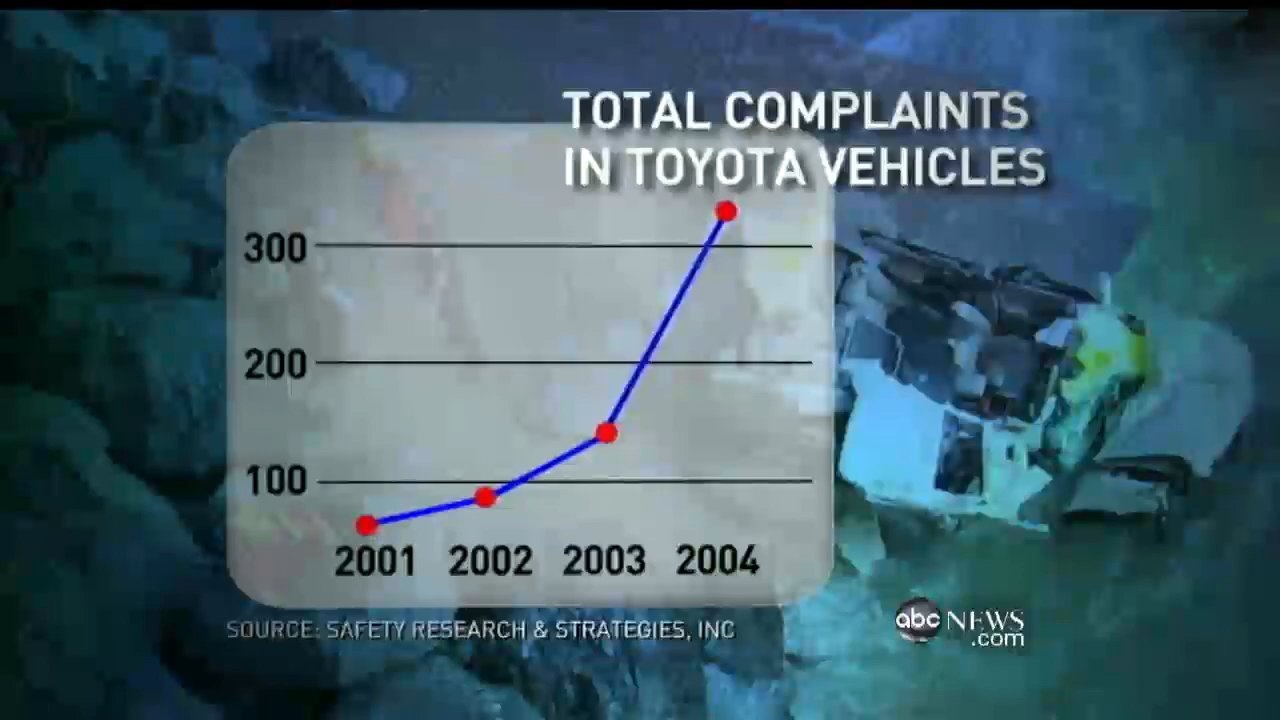 TOTAL COMPLAINTS
IN TOYOTA VEHICLES
300
200
100
2001 2002 2003 2004
SOURCE: SAFETY RESEARCH & STRATEGIES, INC
abc NEWS
.com